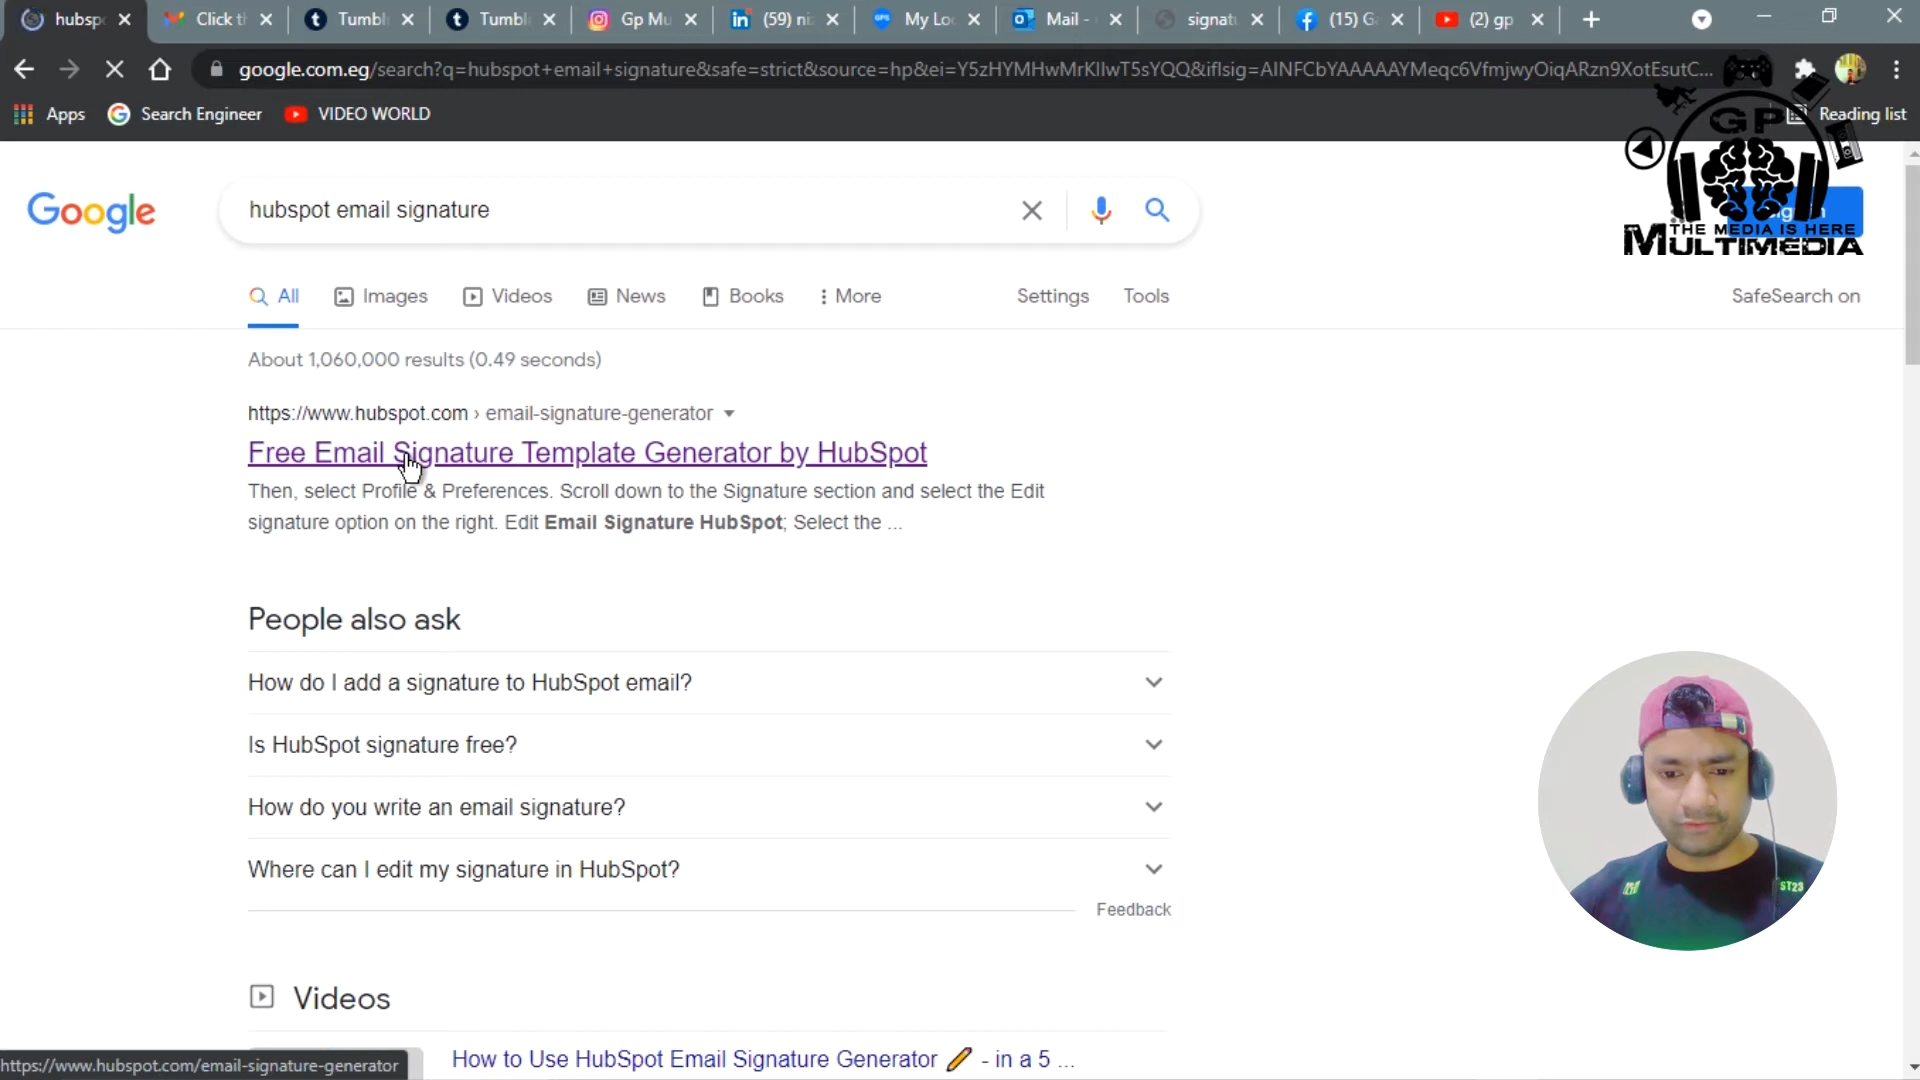 hubspo
Click t
Tumbl
Tumbl
Gp Mu
(59) ni
My Lo
Mail -
signatu
(15) G
(2) gp
google.com.eg/search?q=hubspot+email+signature&safe=strict&source=hp&ei=Y5zHYMHwMrKIlwT5sYQQ&iflsig=AINFCbYAAAAAYMeqc6VfmjwyOiqARzn9XotEsutC...
Apps
Search Engineer
VIDEO WORLD
Reading list
GP
THE MEDIA IS HERE
MULTIMEDIA
Google
hubspot email signature
All
Images
Videos
News
Books
More
Settings
Tools
SafeSearch on
About 1,060,000 results (0.49 seconds)
https://www.hubspot.com › email-signature-generator
Free Email Signature Template Generator by HubSpot
Then, select Profile & Preferences. Scroll down to the Signature section and select the Edit
signature option on the right. Edit Email Signature HubSpot; Select the ...
People also ask
How do I add a signature to HubSpot email?
Is HubSpot signature free?
How do you write an email signature?
Where can I edit my signature in HubSpot?
Feedback
Videos
ST23
How to Use HubSpot Email Signature Generator - in a 5 ...
https://www.hubspot.com/email-signature-generator